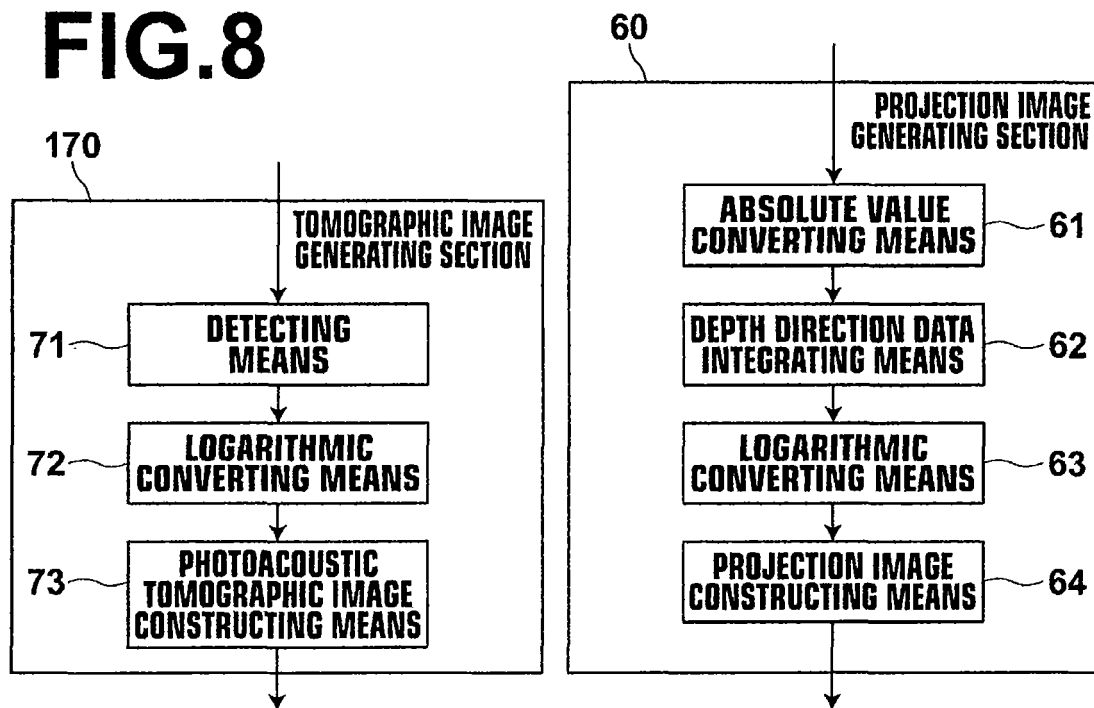 FIG.8
170
TOMOGRAPHIC IMAGE
GENERATING SECTION
71
DETECTING
MEANS
72
LOGARITHMIC
CONVERTING MEANS
73
PHOTOACOUSTIC
TOMOGRAPHIC IMAGE
CONSTRUCTING MEANS
60
PROJECTION IMAGE
GENERATING SECTION
ABSOLUTE VALUE
CONVERTING MEANS
61
DEPTH DIRECTION DATA
INTEGRATING MEANS
62
LOGARITHMIC
CONVERTING MEANS
63
PROJECTION IMAGE
CONSTRUCTING MEANS
64